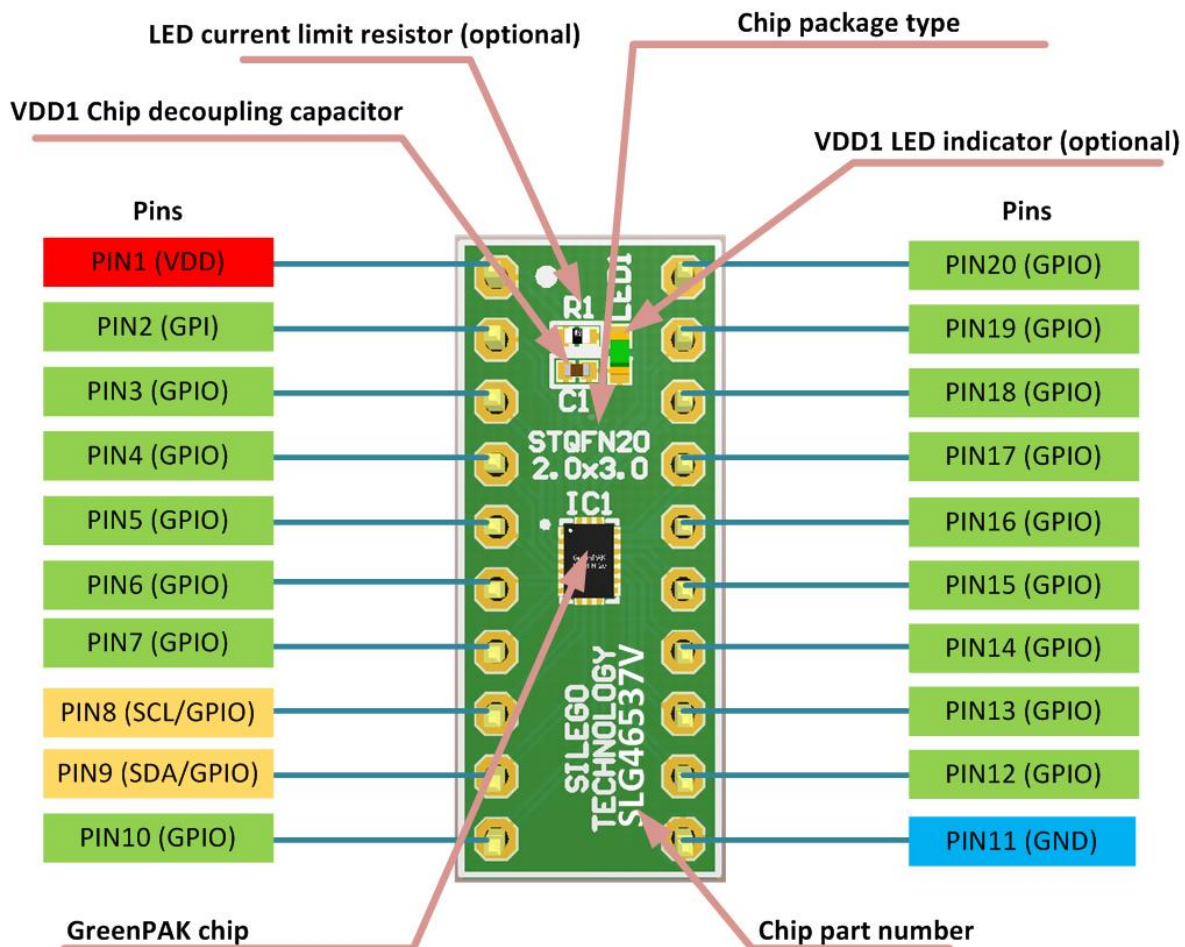 LED current limit resistor (optional)
Chip package type
VDD1 Chip decoupling capacitor
VDD1 LED indicator (optional)
Pins
PIN1 (VDD)
PIN2 (GPI)
PIN3 (GPIO)
PIN4 (GPIO)
PIN5 (GPIO)
PIN6 (GPIO)
PIN7 (GPIO)
PIN8 (SCL/GPIO)
PIN9 (SDA/GPIO)
PIN10 (GPIO)
R1
LED1
C1
STQFN20
2.0x3.0
IC1
SILEGO
TECHNOLOGY
SLG46537V
Pins
PIN20 (GPIO)
PIN19 (GPIO)
PIN18 (GPIO)
PIN17 (GPIO)
PIN16 (GPIO)
PIN15 (GPIO)
PIN14 (GPIO)
PIN13 (GPIO)
PIN12 (GPIO)
PIN11 (GND)
GreenPAK chip
Chip part number